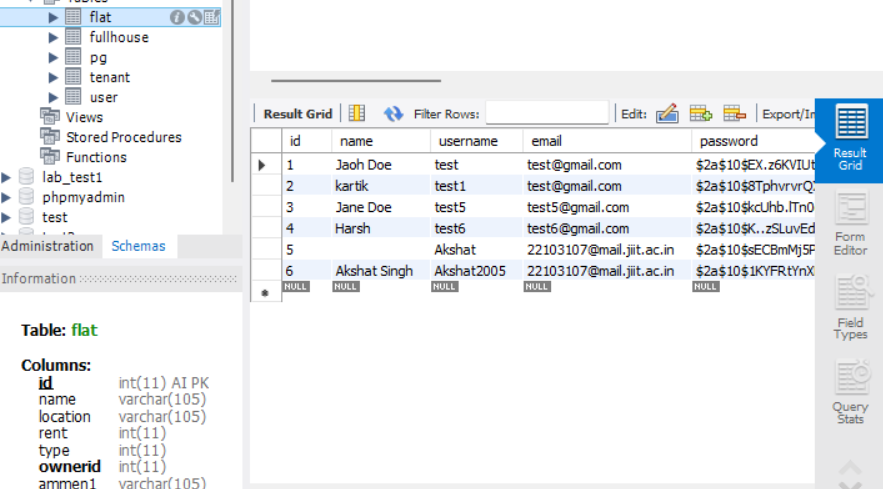 Tables
flat
fullhouse
pg
tenant
user
Views
Stored Procedures
Functions
lab_test1
phpmyadmin
test
Administration Schemas
Information
Table: flat
Columns:
id int(11) AI PK
name varchar(105)
location varchar(105)
rent int(11)
type int(11)
ownerid int(11)
ammen1 varchar(105)
Result Grid Filter Rows: Edit: Export/Im
id name username email password
1 Jaoh Doe test test@gmail.com $2a$10$EX.z6KVIUt
2 kartik test1 test@gmail.com $2a$10$8TphvrvrQ
3 Jane Doe test5 test5@gmail.com $2a$10$kcUhb.lTn0
4 Harsh test6 test6@gmail.com $2a$10$K..zSLuvEd
5 Akshat 22103107@mail.jiit.ac.in $2a$10$sECBmMj5P
6 Akshat Singh Akshat2005 22103107@mail.jiit.ac.in $2a$10$1KYFRtYnX
NULL NULL NULL NULL NULL
Result
Grid
Form
Editor
Field
Types
Query
Stats